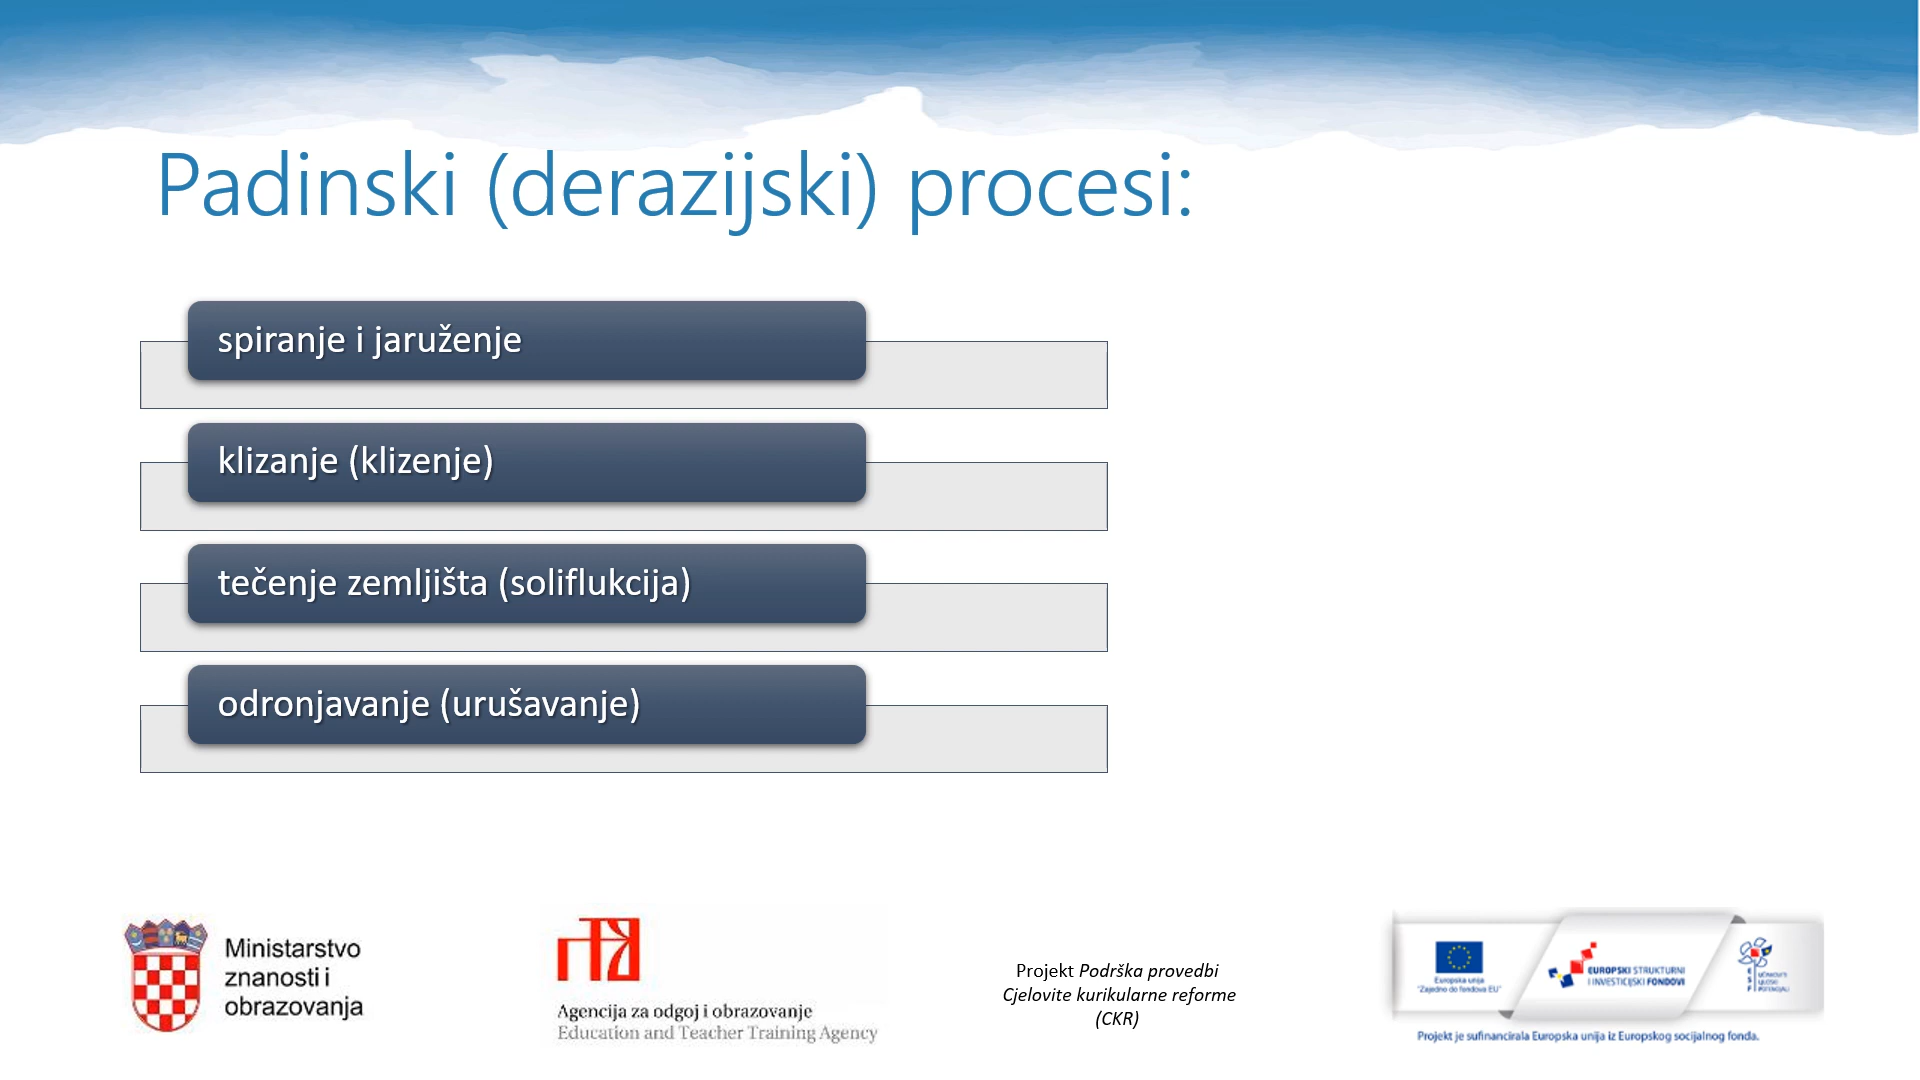 Padinski (derazijski) procesi:
spiranje i jaruženje
klizanje (klizenje)
tečenje zemljišta (soliflukcija)
odronjavanje (urušavanje)
Ministarstvo
znanosti i
obrazovanja
Agencija za odgoj i obrazovanje
Education and Teacher Training Agency
Projekt Podrška provedbi
Cjelovite kurikularne reforme
(CKR)
Europska unija
"Zajedno do fondova EU"
EUROPSKI STRUKTURNI
I INVESTICIJSKI FONDOVI
Projekt je sufinancirala Europska unija iz Europskog socijalnog fonda.